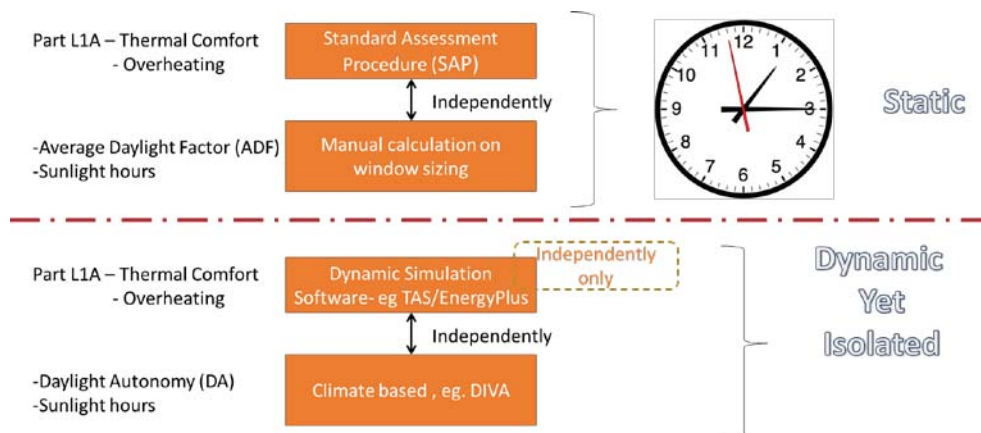 Part L1A – Thermal Comfort
- Overheating
Standard Assessment
Procedure (SAP)
Independently
-Average Daylight Factor (ADF)
-Sunlight hours
Manual calculation on
window sizing
12
1
2
3
4
5
6
7
8
9
10
11
Static
Part L1A – Thermal Comfort
- Overheating
Dynamic Simulation
Software- eg TAS/EnergyPlus
Independently
only
Independently
-Daylight Autonomy (DA)
-Sunlight hours
Climate based , eg. DIVA
Dynamic
Yet
Isolated